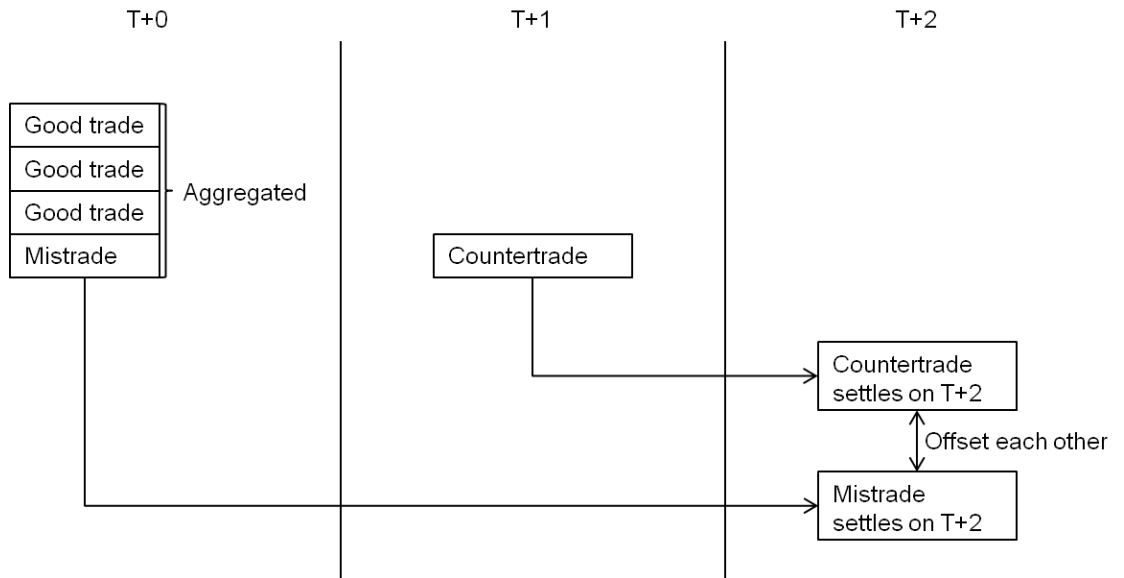 T+0
T+1
T+2
Good trade
Good trade
Good trade
Mistrade
Aggregated
Countertrade
Countertrade
settles on T+2
Offset each other
Mistrade
settles on T+2